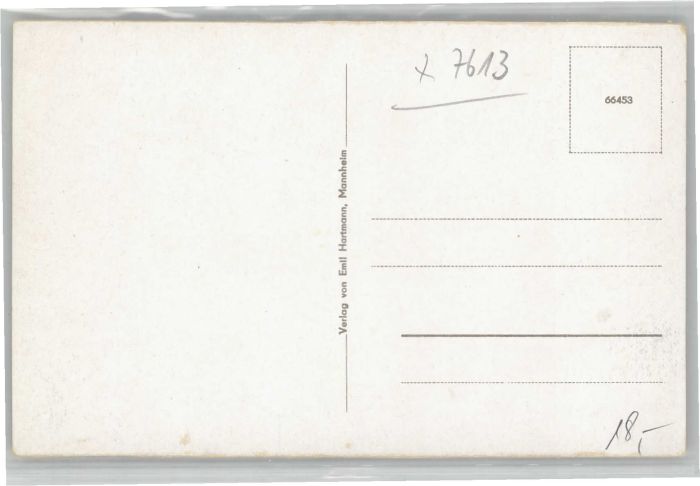 x 7613
66453
Verlag von Emil Hartmann, Mannheim
18,-